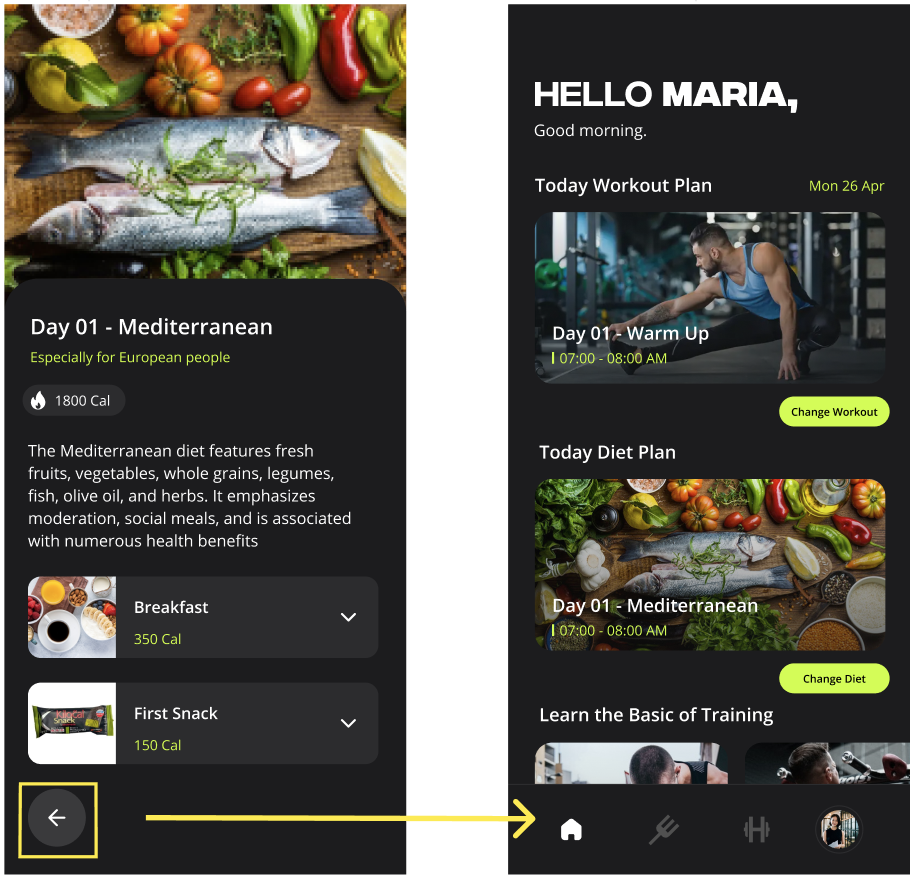 Day 01 - Mediterranean
Especially for European people
1800 Cal
The Mediterranean diet features fresh
fruits, vegetables, whole grains, legumes,
fish, olive oil, and herbs. It emphasizes
moderation, social meals, and is associated
with numerous health benefits
Breakfast
350 Cal
First Snack
150 Cal
HELLO MARIA,
Good morning.
Today Workout Plan
Mon 26 Apr
Day 01 - Warm Up
07:00 - 08:00 AM
Change Workout
Today Diet Plan
Day 01 - Mediterranean
07:00 - 08:00 AM
Change Diet
Learn the Basic of Training